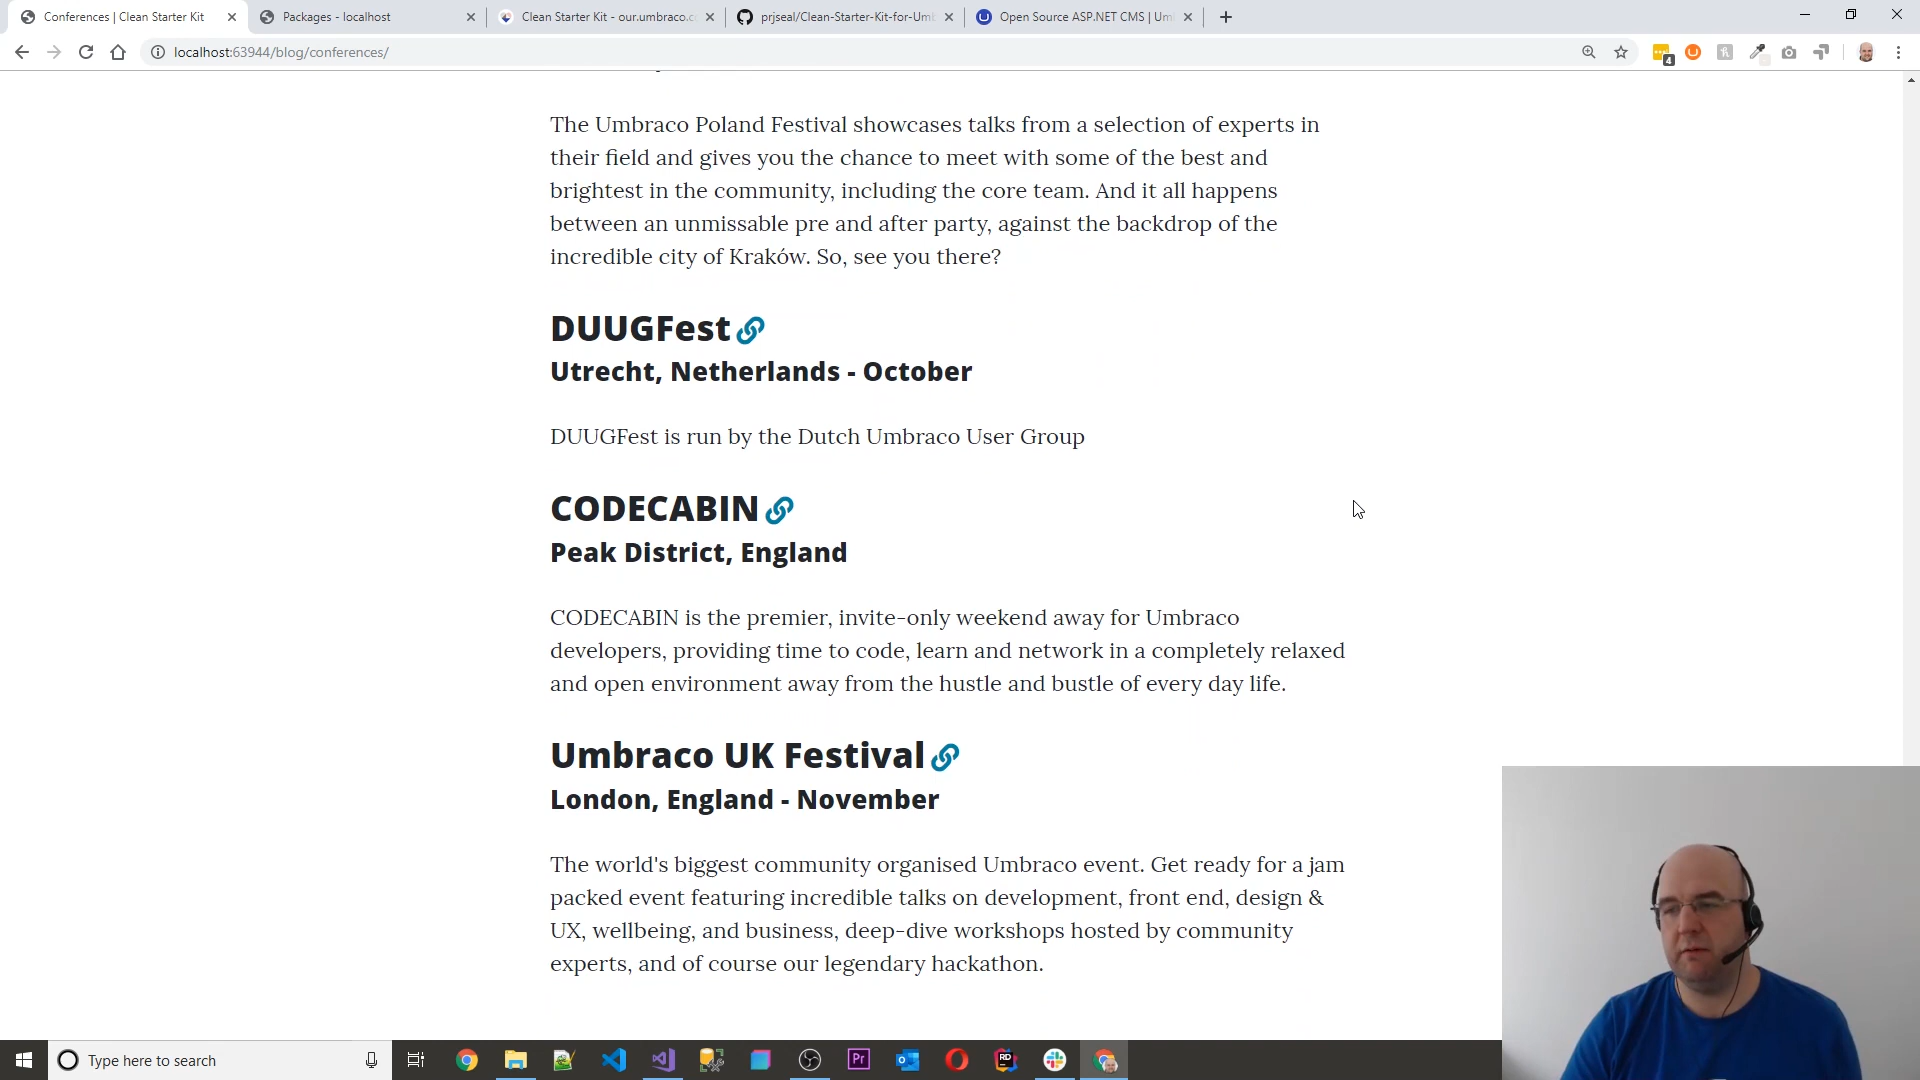 Conferences | Clean Starter Kit
Packages - localhost
Clean Starter Kit - our.umbraco.c
prjseal/Clean-Starter-Kit-for-Um
Open Source ASP.NET CMS | Um
localhost:63944/blog/conferences/
4
The Umbraco Poland Festival showcases talks from a selection of experts in
their field and gives you the chance to meet with some of the best and
brightest in the community, including the core team. And it all happens
between an unmissable pre and after party, against the backdrop of the
incredible city of Kraków. So, see you there?
DUUGFest
Utrecht, Netherlands - October
DUUGFest is run by the Dutch Umbraco User Group
CODECABIN
Peak District, England
CODECABIN is the premier, invite-only weekend away for Umbraco
developers, providing time to code, learn and network in a completely relaxed
and open environment away from the hustle and bustle of every day life.
Umbraco UK Festival
London, England - November
The world's biggest community organised Umbraco event. Get ready for a jam
packed event featuring incredible talks on development, front end, design &
UX, wellbeing, and business, deep-dive workshops hosted by community
experts, and of course our legendary hackathon.
Type here to search
Pr
RD